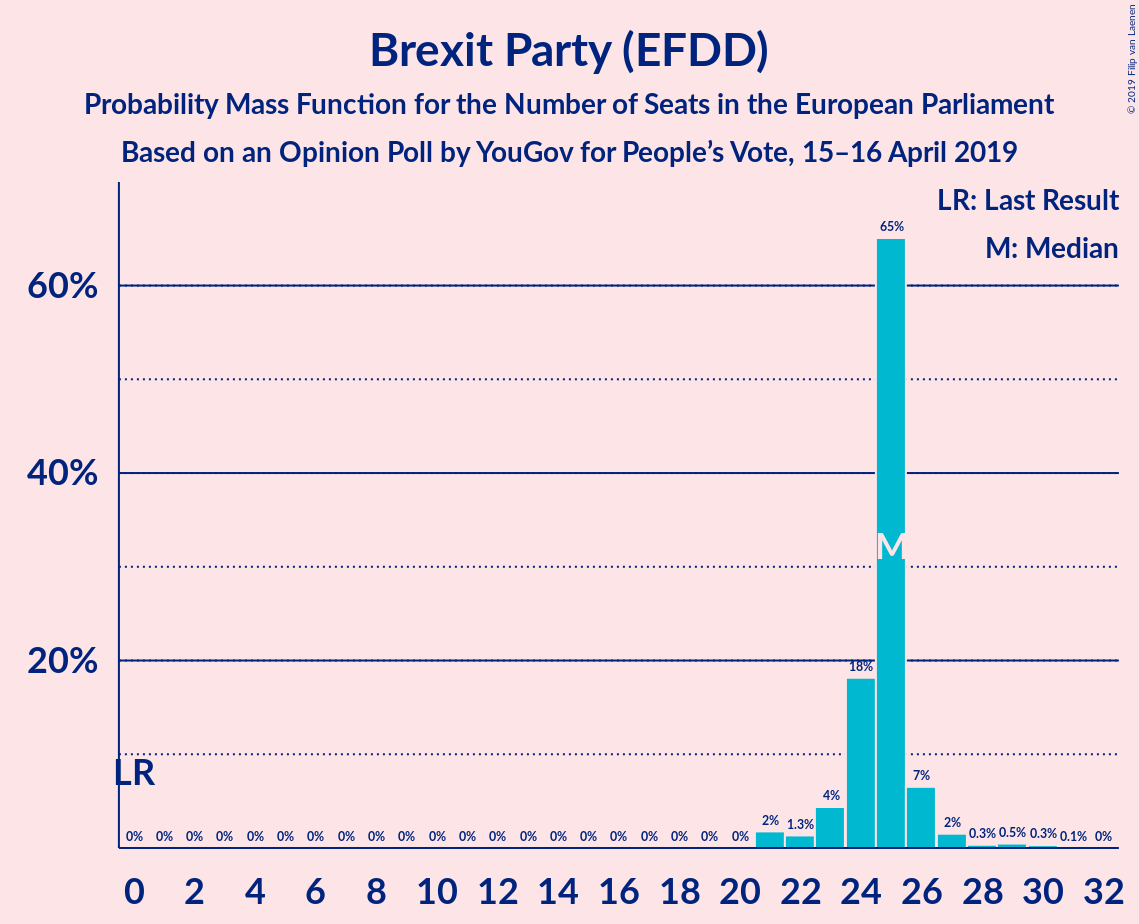 Brexit Party (EFDD)
Probability Mass Function for the Number of Seats in the European Parliament
Based on an Opinion Poll by YouGov for People’s Vote, 15–16 April 2019
© 2019 Filip van Laenen
LR: Last Result
M: Median
65%
60%
40%
M
20%
18%
LR
7%
4%
2% 1.3% 2% 0.3% 0.5% 0.3% 0.1% 0%
0% 0% 0% 0% 0% 0% 0% 0% 0% 0% 0% 0% 0% 0% 0% 0% 0% 0% 0% 0% 0%
0 2 4 6 8 10 12 14 16 18 20 22 24 26 28 30 32